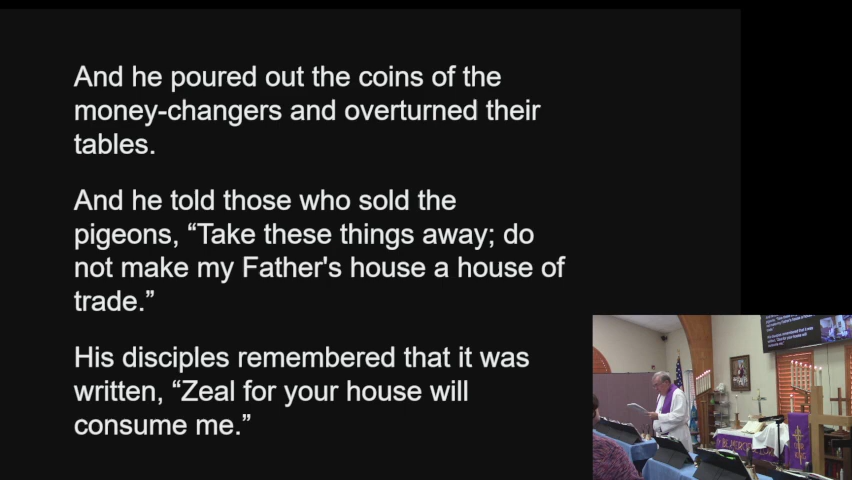 And he poured out the coins of the
money-changers and overturned their
tables.
And he told those who sold the
pigeons, “Take these things away; do
not make my Father's house a house of
trade.”
His disciples remembered that it was
written, “Zeal for your house will
consume me.”